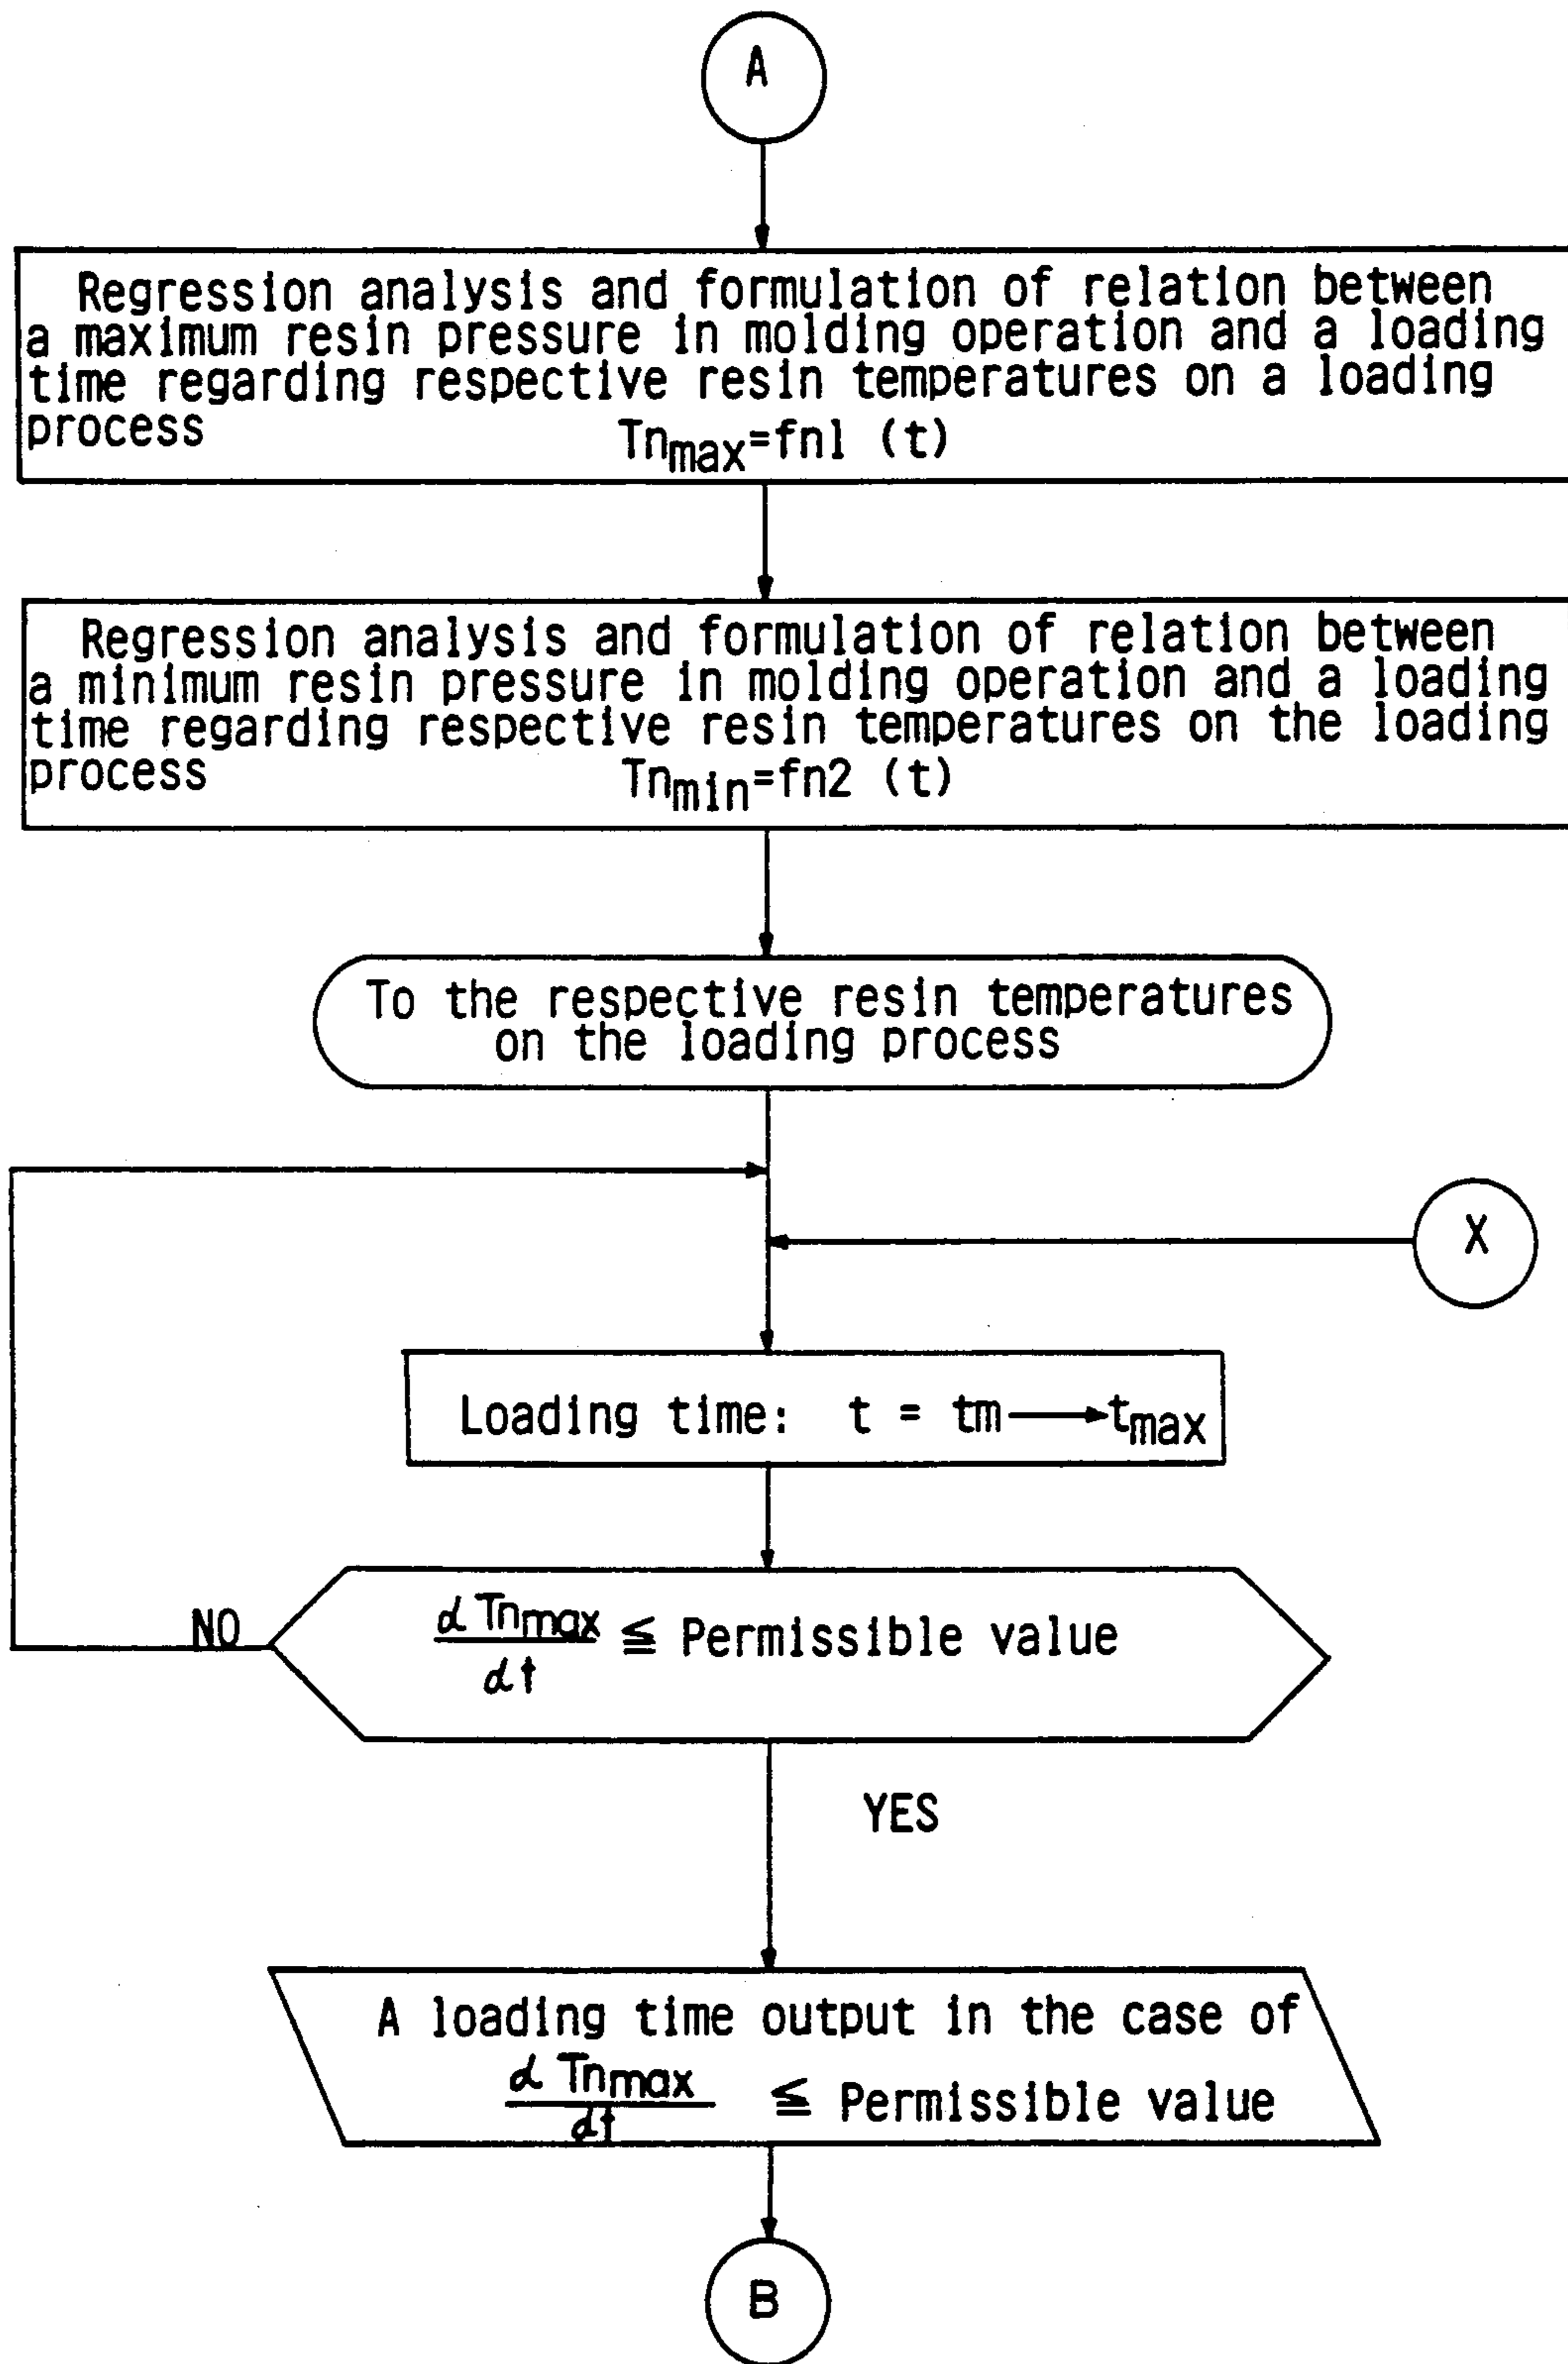 A
Regression analysis and formulation of relation between
a maximum resin pressure in molding operation and a loading
time regarding respective resin temperatures on a loading
process
Tnmax=fn1 (t)
Regression analysis and formulation of relation between
a minimum resin pressure in molding operation and a loading
time regarding respective resin temperatures on the loading
process
Tnmin=fn2 (t)
To the respective resin temperatures
on the loading process
X
Loading time: t = tm→tmax
NO
d Tnmax
dt
≦ Permissible value
YES
A loading time output in the case of
d Tnmax
dt
≦ Permissible value
B